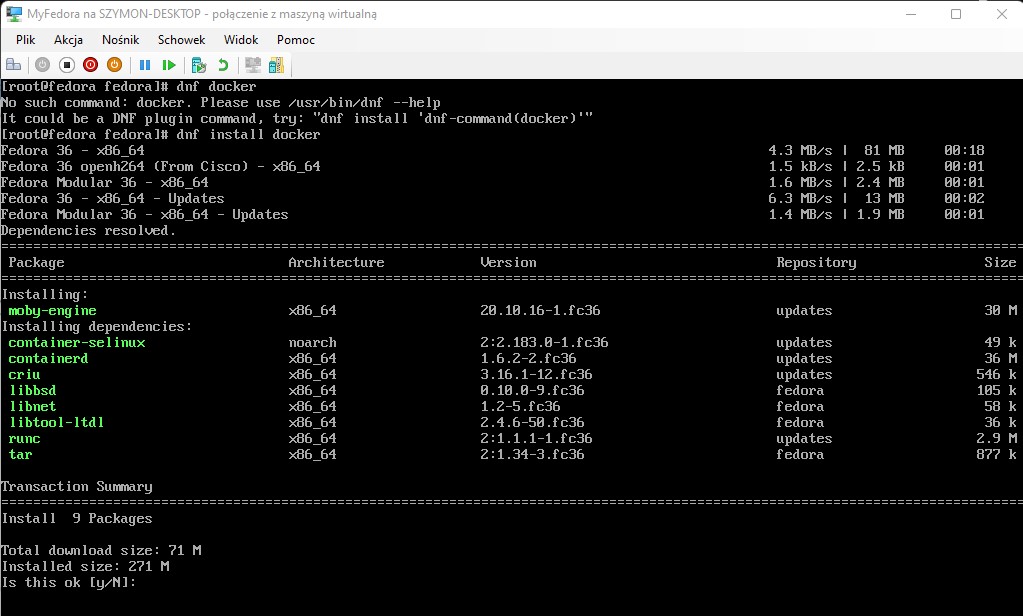 MyFedora na SZYMON-DESKTOP - połączenie z maszyną wirtualną
Plik Akcja Nośnik Schowek Widok Pomoc
[root@fedora fedora]# dnf docker
No such command: docker. Please use /usr/bin/dnf --help
It could be a DNF plugin command, try: "dnf install 'dnf-command(docker)'"
[root@fedora fedora]# dnf install docker
Fedora 36 - x86_64 4.3 MB/s | 81 MB 00:18
Fedora 36 openh264 (From Cisco) - x86_64 1.5 kB/s | 2.5 kB 00:01
Fedora Modular 36 - x86_64 1.6 MB/s | 2.4 MB 00:01
Fedora 36 - x86_64 - Updates 6.3 MB/s | 13 MB 00:02
Fedora Modular 36 - x86_64 - Updates 1.4 MB/s | 1.9 MB 00:01
Dependencies resolved.
================================================================================
Package Architecture Version Repository Size
================================================================================
Installing:
moby-engine x86_64 20.10.16-1.fc36 updates 30 M
Installing dependencies:
container-selinux noarch 2:2.183.0-1.fc36 updates 49 k
containerd x86_64 1.6.2-2.fc36 updates 36 M
criu x86_64 3.16.1-12.fc36 updates 546 k
libbsd x86_64 0.10.0-9.fc36 fedora 105 k
libnet x86_64 1.2-5.fc36 fedora 58 k
libtool-ltdl x86_64 2.4.6-50.fc36 fedora 36 k
runc x86_64 2:1.1.1-1.fc36 updates 2.9 M
tar x86_64 2:1.34-3.fc36 fedora 877 k
Transaction Summary
================================================================================
Install 9 Packages
Total download size: 71 M
Installed size: 271 M
Is this ok [y/N]: